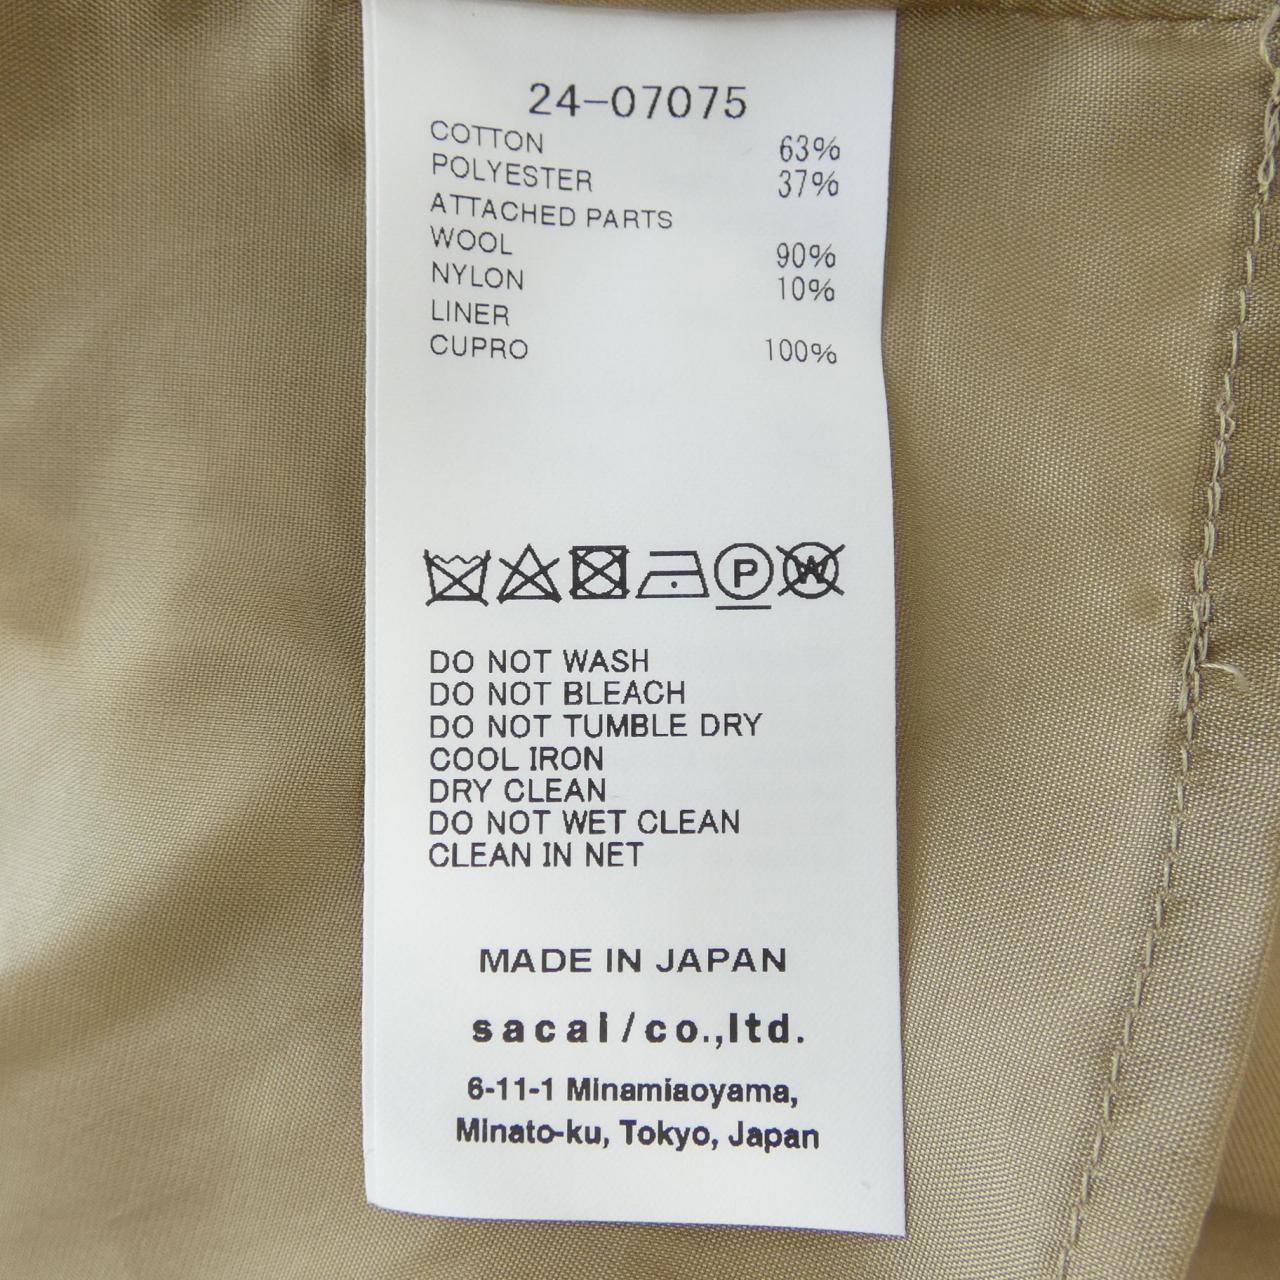 24-07075
COTTON 63%
POLYESTER 37%
ATTACHED PARTS
WOOL 90%
NYLON 10%
LINER
CUPRO 100%
P W
DO NOT WASH
DO NOT BLEACH
DO NOT TUMBLE DRY
COOL IRON
DRY CLEAN
DO NOT WET CLEAN
CLEAN IN NET
MADE IN JAPAN
sacai/co.,ltd.
6-11-1 Minamiaoyama,
Minato-ku, Tokyo, Japan